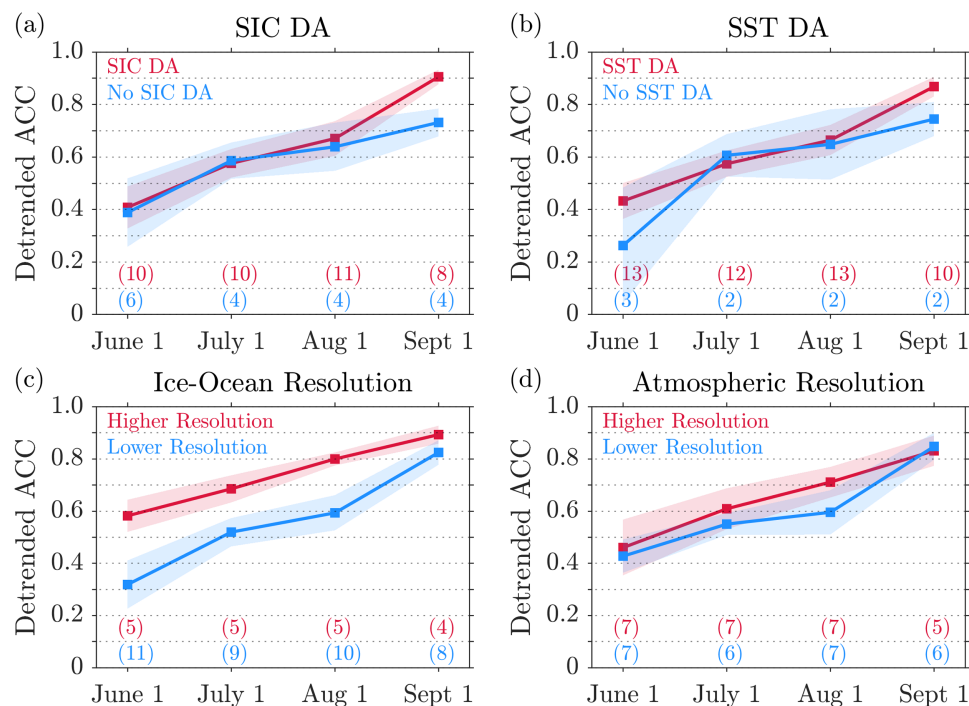 (a) SIC DA
SIC DA
No SIC DA
Detrended ACC
1.0
0.8
0.6
0.4
0.2
0
(10) (10) (11) (8)
(6) (4) (4) (4)
June 1 July 1 Aug 1 Sept 1
(b) SST DA
SST DA
No SST DA
Detrended ACC
1.0
0.8
0.6
0.4
0.2
0
(13) (12) (13) (10)
(3) (2) (2) (2)
June 1 July 1 Aug 1 Sept 1
(c) Ice-Ocean Resolution
Higher Resolution
Lower Resolution
Detrended ACC
1.0
0.8
0.6
0.4
0.2
0
(5) (5) (5) (4)
(11) (9) (10) (8)
June 1 July 1 Aug 1 Sept 1
(d) Atmospheric Resolution
Higher Resolution
Lower Resolution
Detrended ACC
1.0
0.8
0.6
0.4
0.2
0
(7) (7) (7) (5)
(7) (6) (7) (6)
June 1 July 1 Aug 1 Sept 1